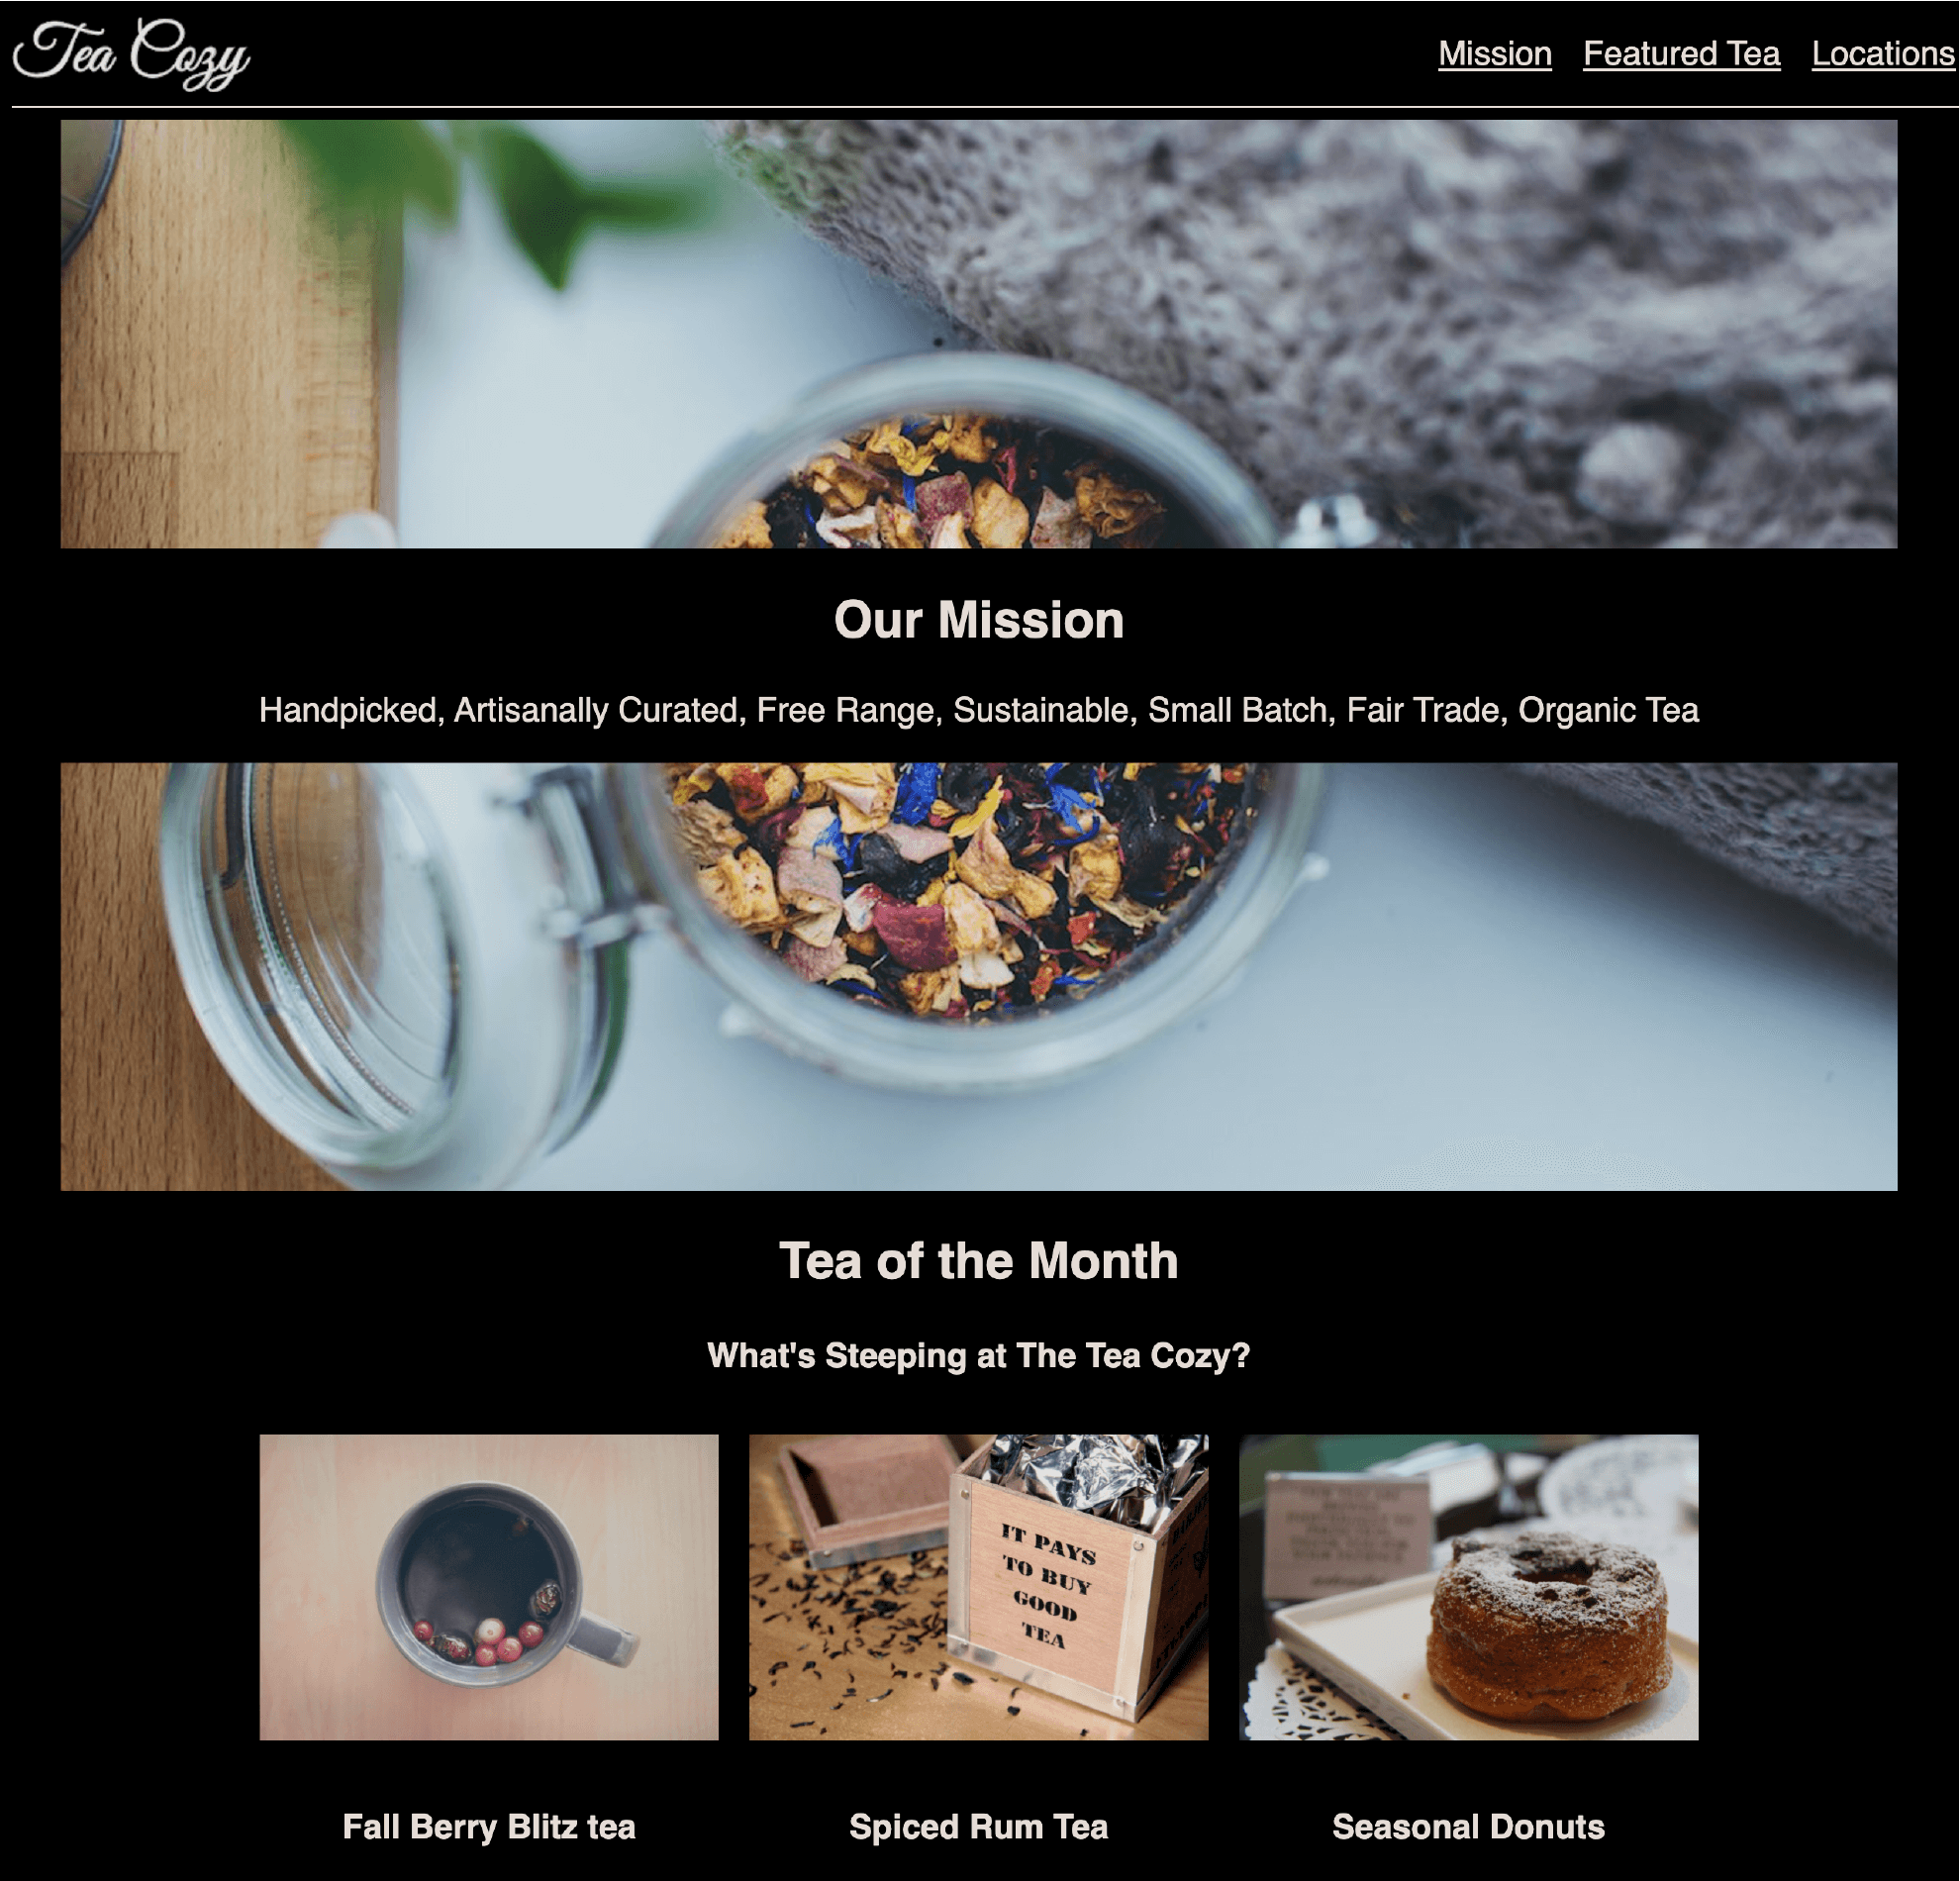 Tea Cozy
Mission Featured Tea Locations
Our Mission
Handpicked, Artisanally Curated, Free Range, Sustainable, Small Batch, Fair Trade, Organic Tea
Tea of the Month
What's Steeping at The Tea Cozy?
IT PAYS
TO BUY
GOOD
TEA
Fall Berry Blitz tea
Spiced Rum Tea
Seasonal Donuts